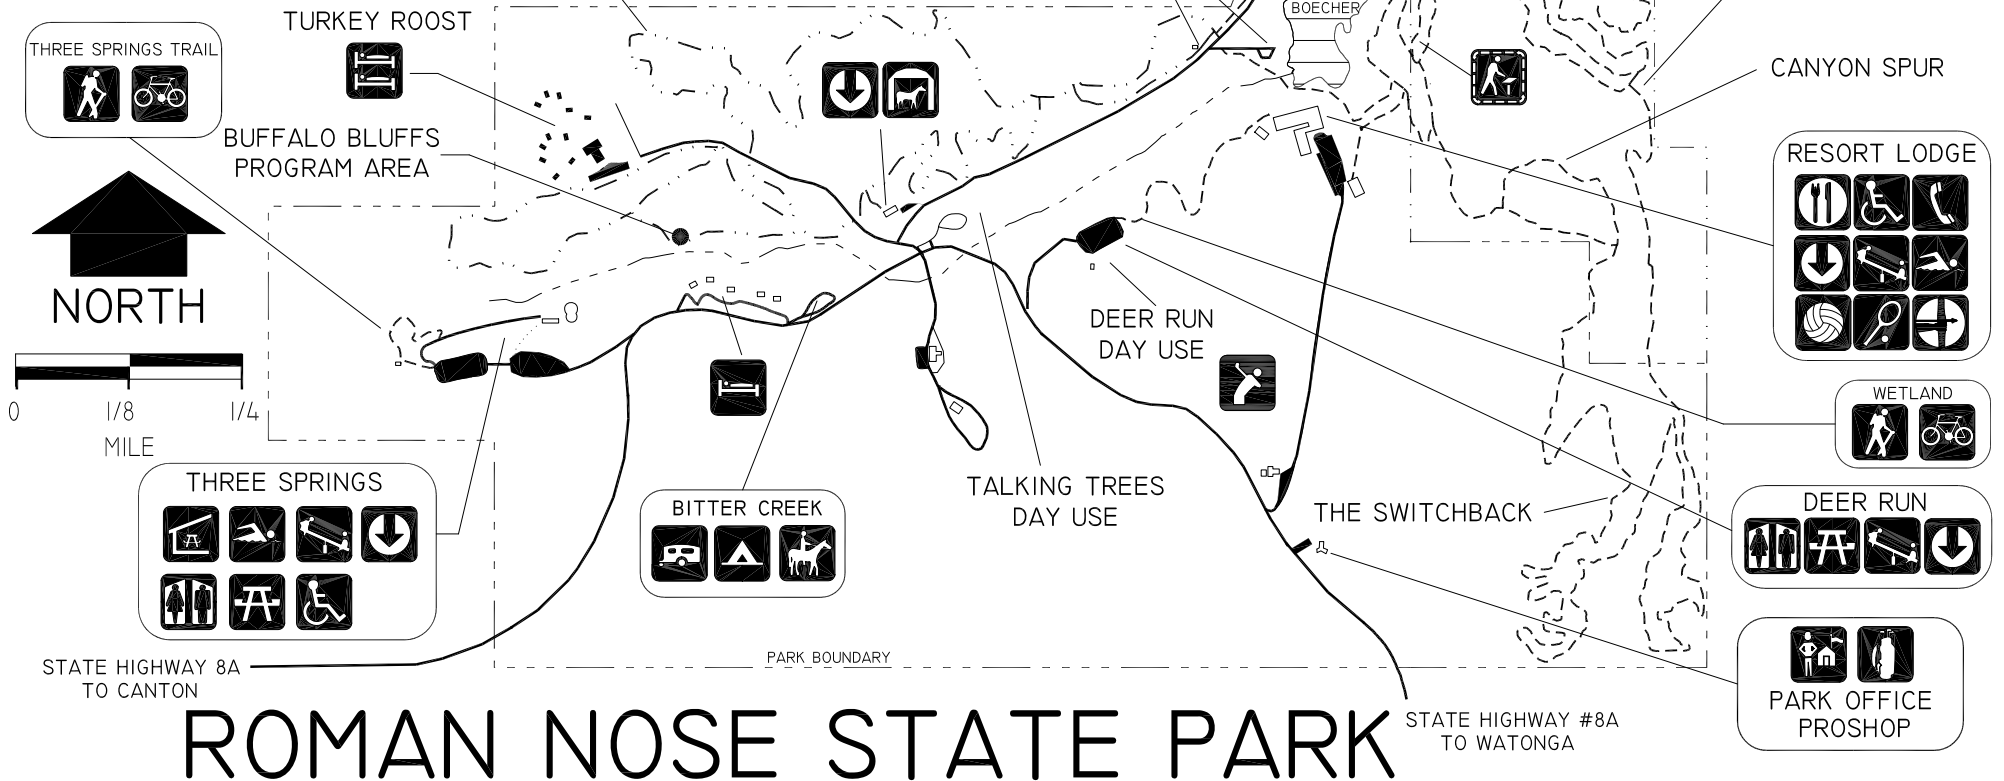 BOECHER
TURKEY ROOST
THREE SPRINGS TRAIL
CANYON SPUR
BUFFALO BLUFFS
PROGRAM AREA
RESORT LODGE
NORTH
0 1/8 1/4
MILE
DEER RUN
DAY USE
WETLAND
THREE SPRINGS
TALKING TREES
DAY USE
BITTER CREEK
THE SWITCHBACK
DEER RUN
PARK BOUNDARY
STATE HIGHWAY 8A
TO CANTON
PARK OFFICE
PROSHOP
ROMAN NOSE STATE PARK
STATE HIGHWAY #8A
TO WATONGA